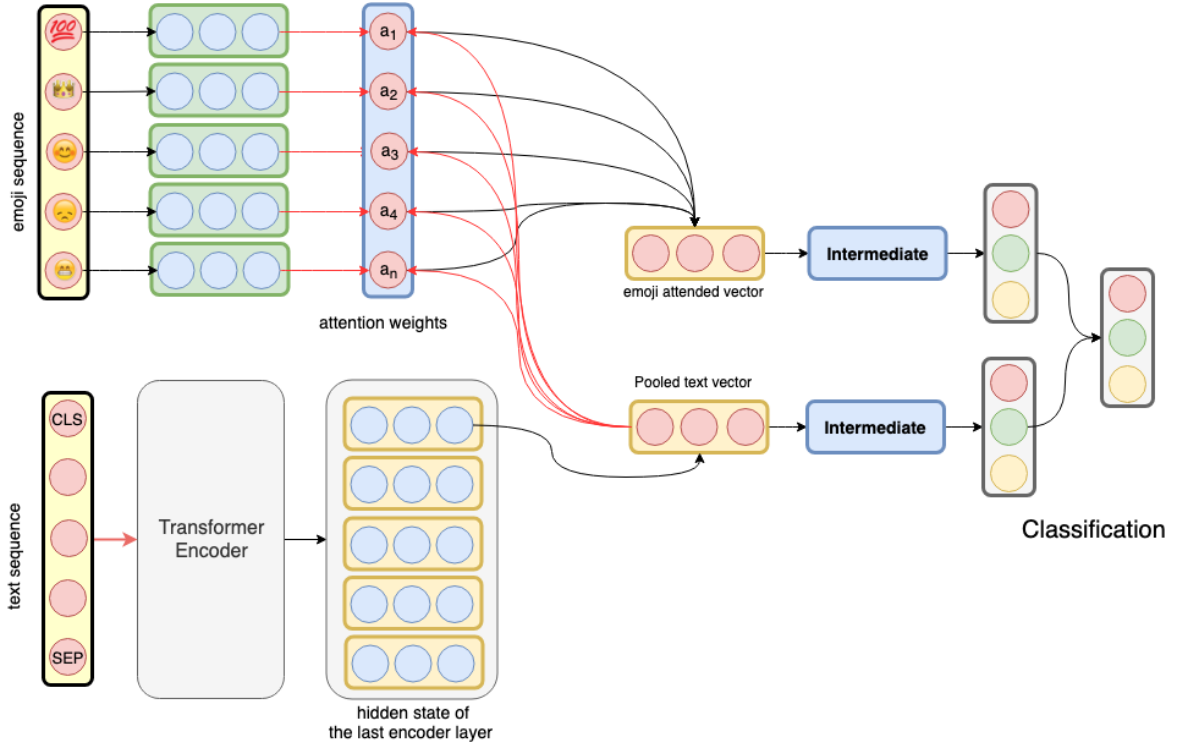 emoji sequence
100
a1
a2
a3
a4
an
attention weights
emoji attended vector
Intermediate
Pooled text vector
Intermediate
Classification
text sequence
CLS
SEP
Transformer
Encoder
hidden state of
the last encoder layer